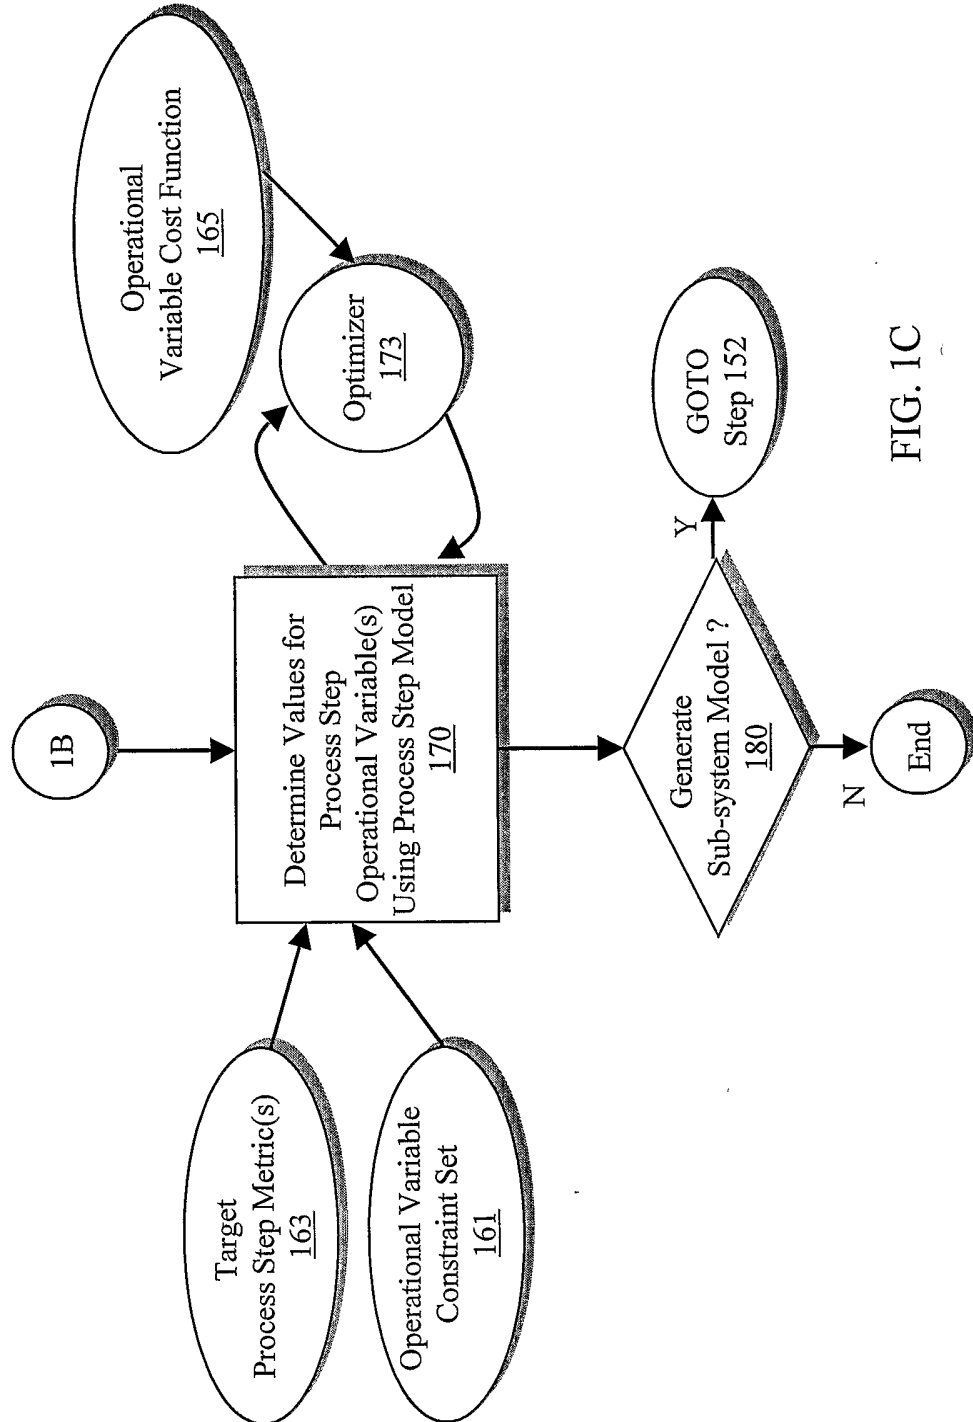 1B
Operational
Variable Cost Function
165
Target
Process Step Metric(s)
163
Determine Values for
Process Step
Operational Variable(s)
Using Process Step Model
170
Optimizer
173
Operational Variable
Constraint Set
161
Generate
Sub-system Model ?
180
Y
GOTO
Step 152
N
End
FIG. 1C